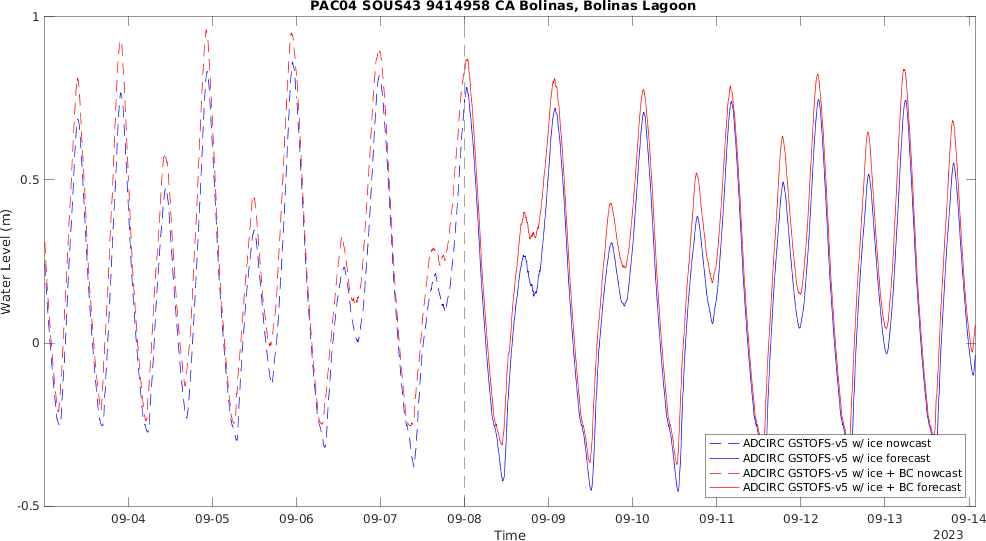 PAC04 SOUS43 9414958 CA Bolinas, Bolinas Lagoon
1
0.5
0
-0.5
Water Level (m)
09-04 09-05 09-06 09-07 09-08 09-09 09-10 09-11 09-12 09-13 09-14
Time
2023
ADCIRC GSTOFS-v5 w/ ice nowcast
ADCIRC GSTOFS-v5 w/ ice forecast
ADCIRC GSTOFS-v5 w/ ice + BC nowcast
ADCIRC GSTOFS-v5 w/ ice + BC forecast